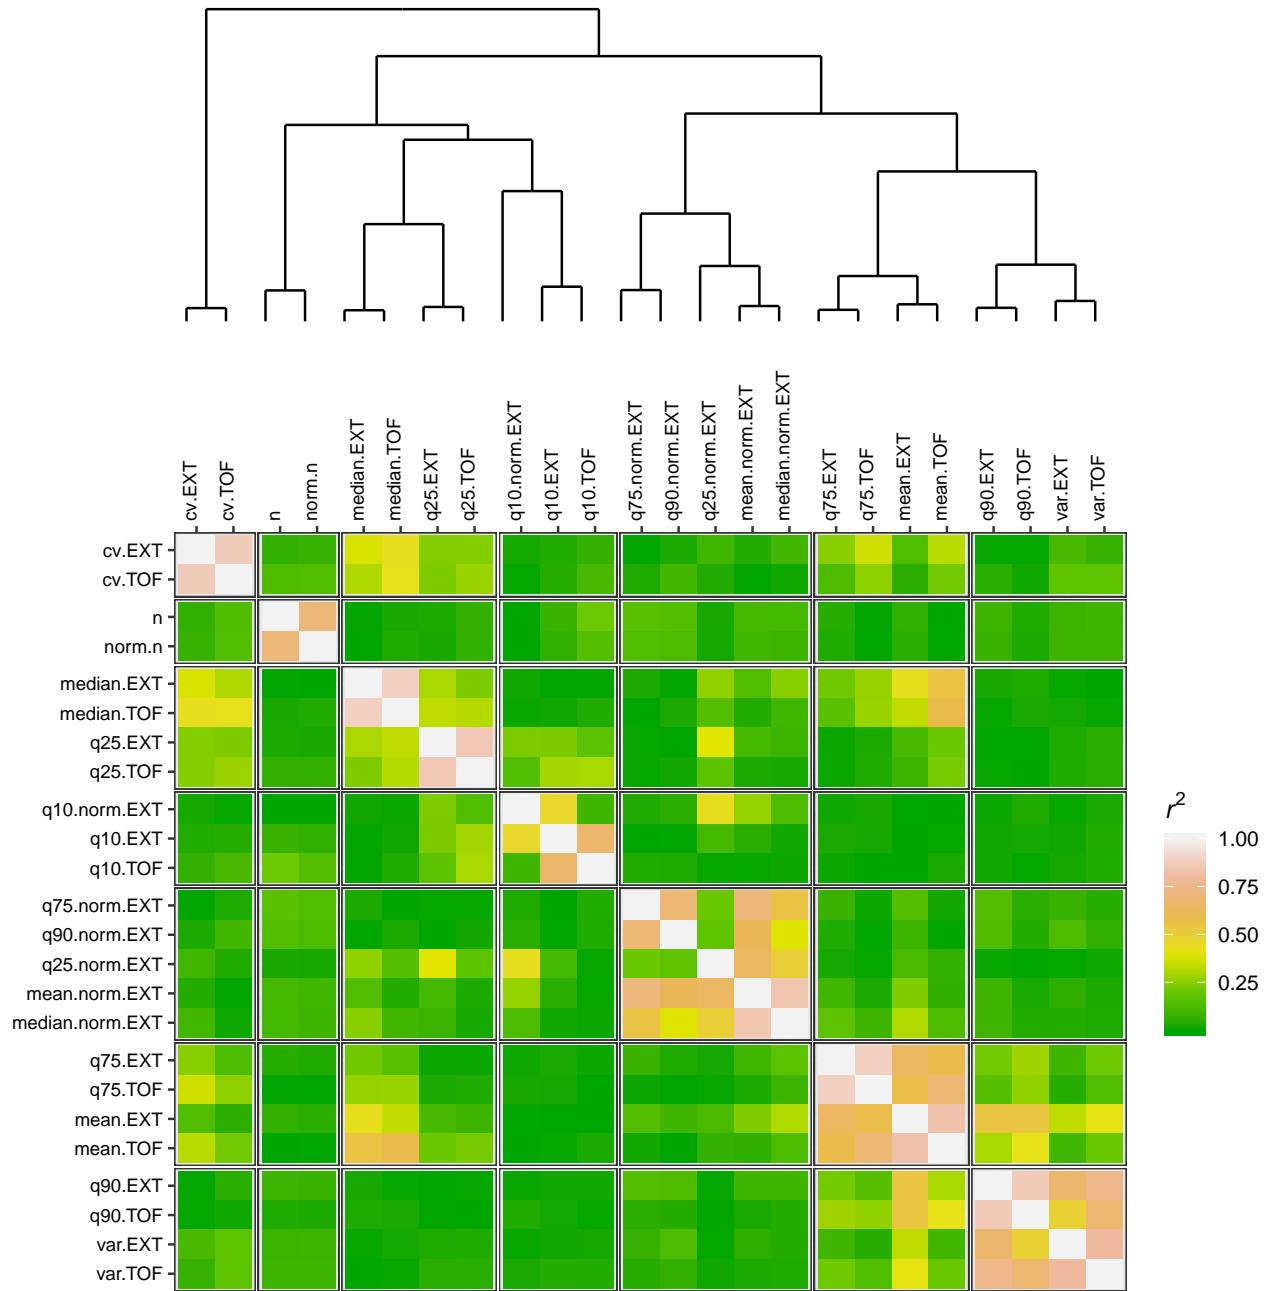 cv.EXT
cv.TOF
n
norm.n
median.EXT
median.TOF
q25.EXT
q25.TOF
q10.norm.EXT
q10.EXT
q10.TOF
q75.norm.EXT
q90.norm.EXT
q25.norm.EXT
mean.norm.EXT
median.norm.EXT
q75.EXT
q75.TOF
mean.EXT
mean.TOF
q90.EXT
q90.TOF
var.EXT
var.TOF
cv.EXT
cv.TOF
n
norm.n
median.EXT
median.TOF
q25.EXT
q25.TOF
q10.norm.EXT
q10.EXT
q10.TOF
q75.norm.EXT
q90.norm.EXT
q25.norm.EXT
mean.norm.EXT
median.norm.EXT
q75.EXT
q75.TOF
mean.EXT
mean.TOF
q90.EXT
q90.TOF
var.EXT
var.TOF
r²
1.00
0.75
0.50
0.25